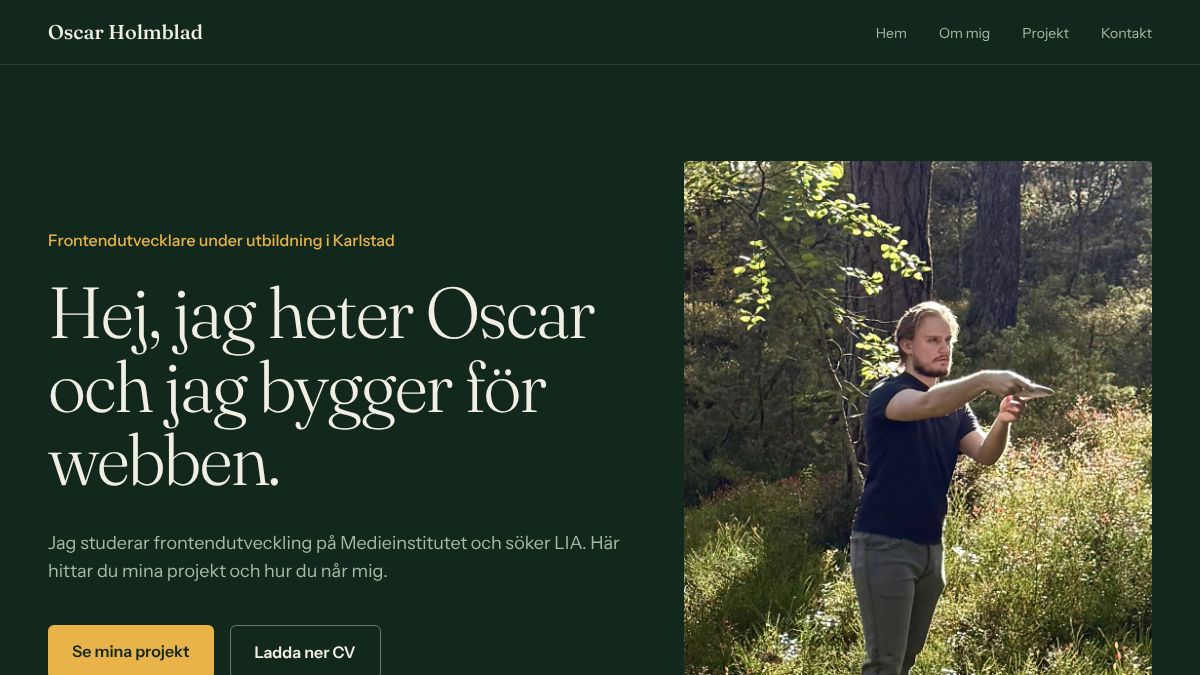 Oscar Holmblad
Hem
Om mig
Projekt
Kontakt
Frontendutvecklare under utbildning i Karlstad
Hej, jag heter Oscar
och jag bygger för
webben.
Jag studerar frontendutveckling på Medieinstitutet och söker LIA. Här
hittar du mina projekt och hur du når mig.
Se mina projekt
Ladda ner CV